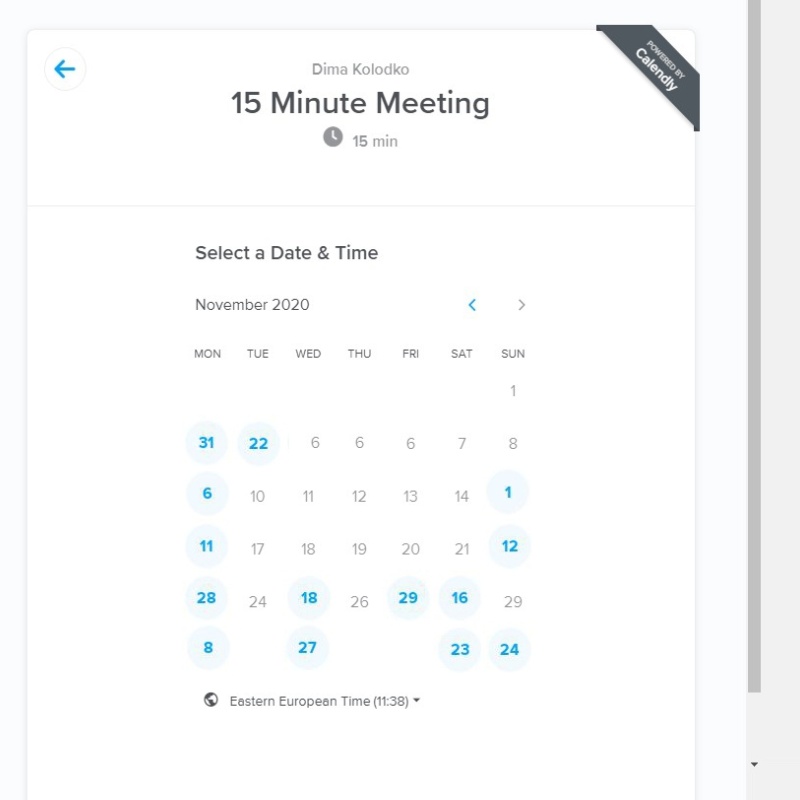 POWERED BY
Calendly
Dima Kolodko
15 Minute Meeting
15 min
Select a Date & Time
November 2020
MON TUE WED THU FRI SAT SUN
1
31 22 6 6 6 7 8
6 10 11 12 13 14 1
11 17 18 19 20 21 12
28 24 18 26 29 16 29
8 27 23 24
Eastern European Time (11:38)